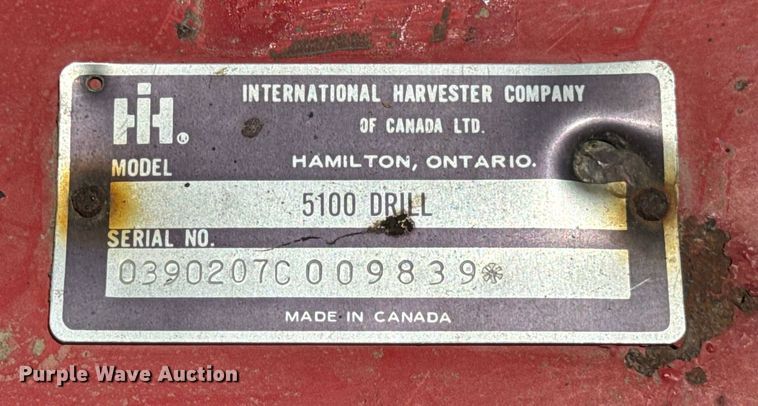 IH®
INTERNATIONAL HARVESTER COMPANY
OF CANADA LTD.
HAMILTON, ONTARIO.
MODEL
5100 DRILL
SERIAL NO.
0390207C009839*
MADE IN CANADA
Purple Wave Auction